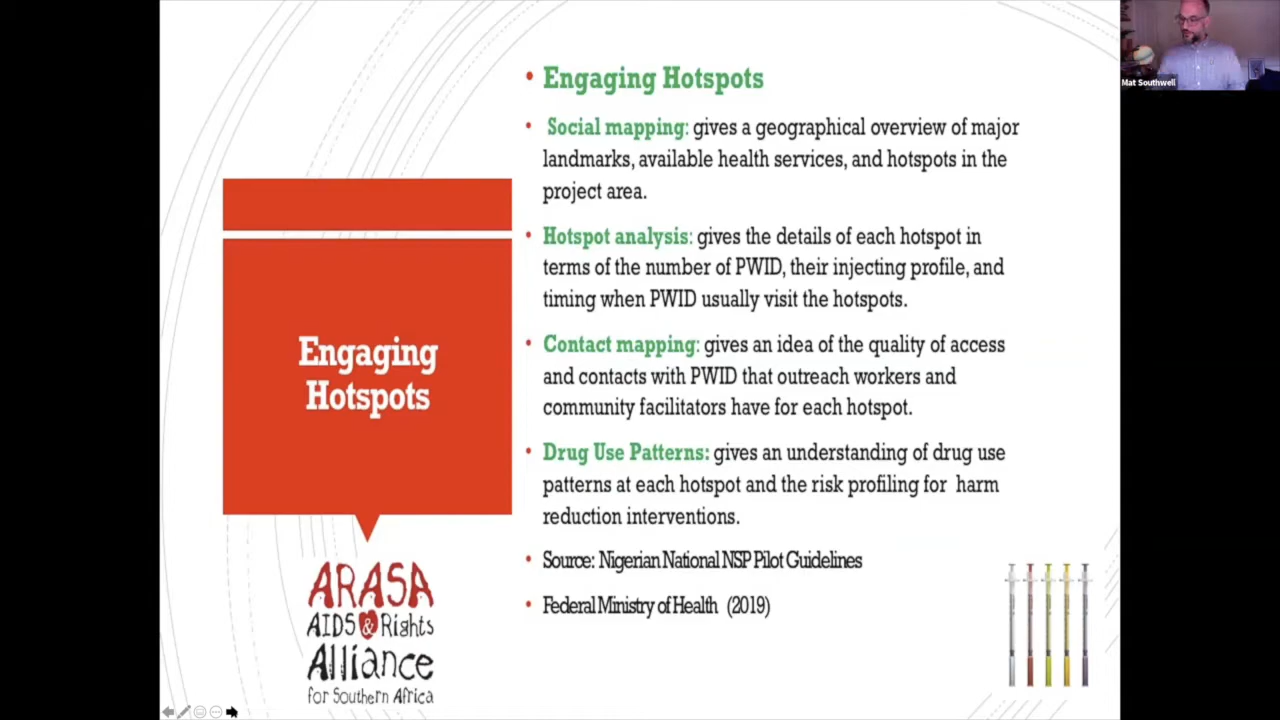 Engaging
Hotspots
• Engaging Hotspots
• Social mapping: gives a geographical overview of major
landmarks, available health services, and hotspots in the
project area.
• Hotspot analysis: gives the details of each hotspot in
terms of the number of PWID, their injecting profile, and
timing when PWID usually visit the hotspots.
• Contact mapping: gives an idea of the quality of access
and contacts with PWID that outreach workers and
community facilitators have for each hotspot.
• Drug Use Patterns: gives an understanding of drug use
patterns at each hotspot and the risk profiling for harm
reduction interventions.
• Source: Nigerian National NSP Pilot Guidelines
• Federal Ministry of Health (2019)
ARASA
AIDS & Rights
Alliance
for Southern Africa
Mat Southwell